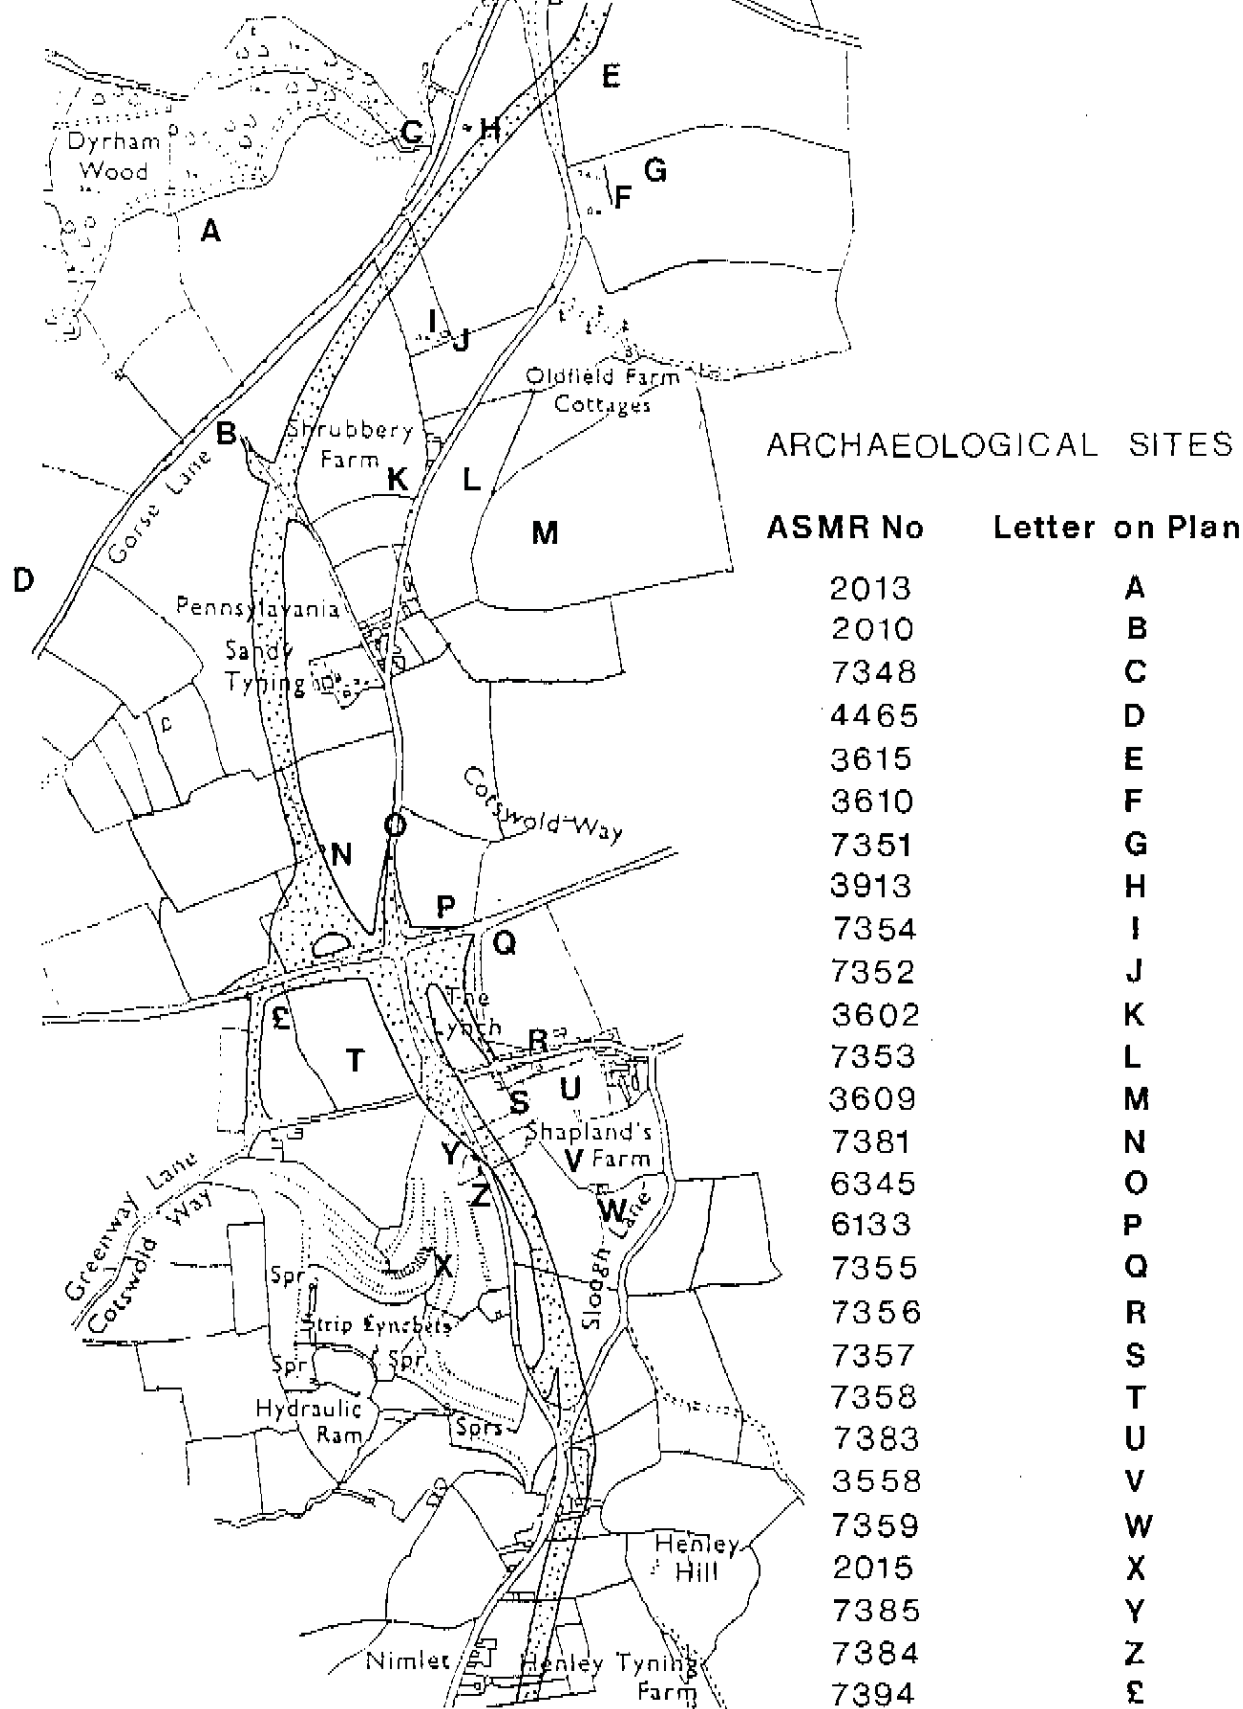 E
C
H
Dyrham
Wood
G
F
A
I
J
Oldfield Farm
Cottages
B
Shrubbery
Farm
Gorse Lane
K
L
M
D
Pennsylavania
Sandy
Tyning
£
Cotswold-Way
O
N
P
Q
£
The
Lynch
T
R
S
U
Shapland's
Farm
Y
V
Z
W
Greenway Lane
Cotswold Way
X
Slough Lane
Spr
Strip Lynchets
Spr
Spr
Hydraulic
Ram
Sprs
Henley
Hill
Nimlet
Henley Tyning
Farm
ARCHAEOLOGICAL SITES
ASMR No Letter on Plan
2013 A
2010 B
7348 C
4465 D
3615 E
3610 F
7351 G
3913 H
7354 I
7352 J
3602 K
7353 L
3609 M
7381 N
6345 O
6133 P
7355 Q
7356 R
7357 S
7358 T
7383 U
3558 V
7359 W
2015 X
7385 Y
7384 Z
7394 £